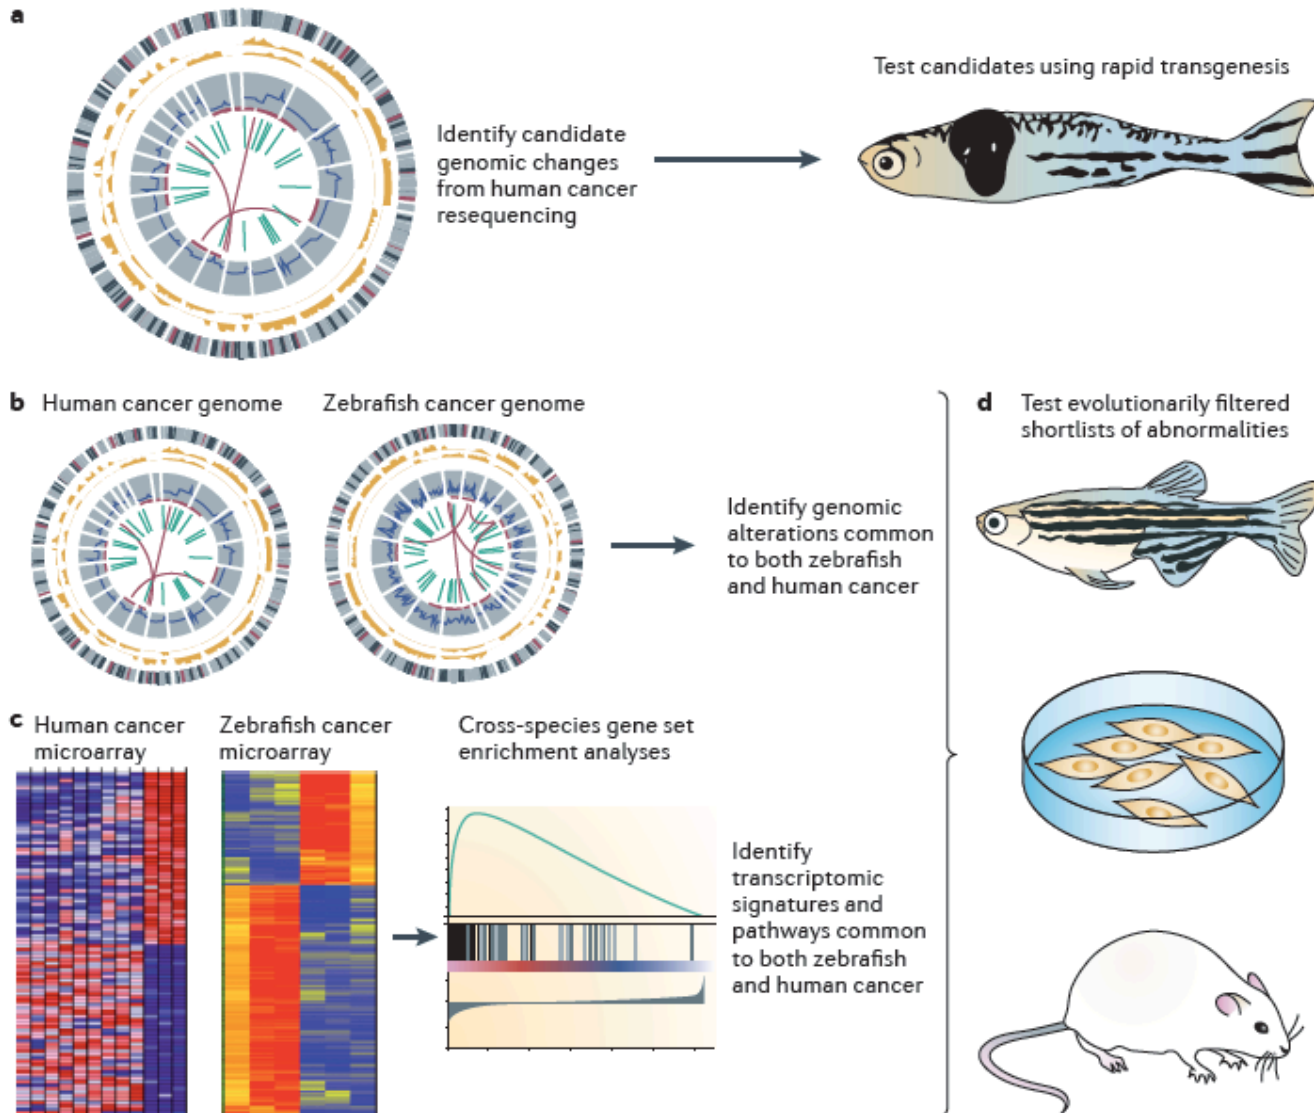 a
Test candidates using rapid transgenesis
Identify candidate
genomic changes
from human cancer
resequencing
b Human cancer genome
Zebrafish cancer genome
Identify genomic
alterations common
to both zebrafish
and human cancer
c Human cancer
microarray
Zebrafish cancer
microarray
Cross-species gene set
enrichment analyses
Identify
transcriptomic
signatures and
pathways common
to both zebrafish
and human cancer
d Test evolutionarily filtered
shortlists of abnormalities